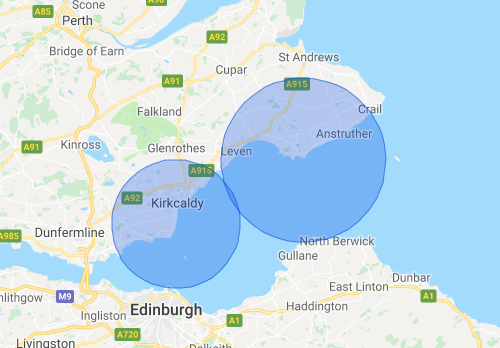 Scone
A85
Perth
A92
Bridge of Earn
St Andrews
Cupar
A91
A915
Falkland
Crail
Anstruther
A91
Kinross
Glenrothes
Leven
A915
A92
Kirkcaldy
Dunfermline
A985
North Berwick
Gullane
Dunbar
East Linton
nlithgow
M9
A1
Haddington
Edinburgh
Ingliston
A1
A720
Livingston
Dalkeith